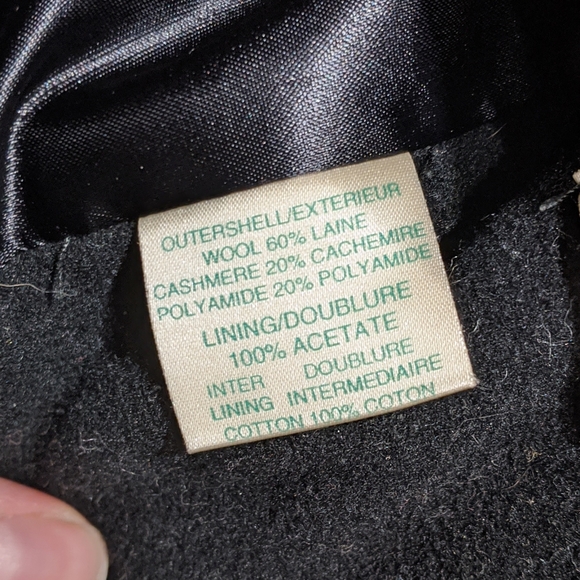 OUTERSHELL/EXTERIEUR
WOOL 60% LAINE
CASHMERE 20% CACHEMIRE
POLYAMIDE 20% POLYAMIDE
LINING/DOUBLURE
100% ACETATE
INTER DOUBLURE
LINING INTERMEDIAIRE
COTTON 100% COTON